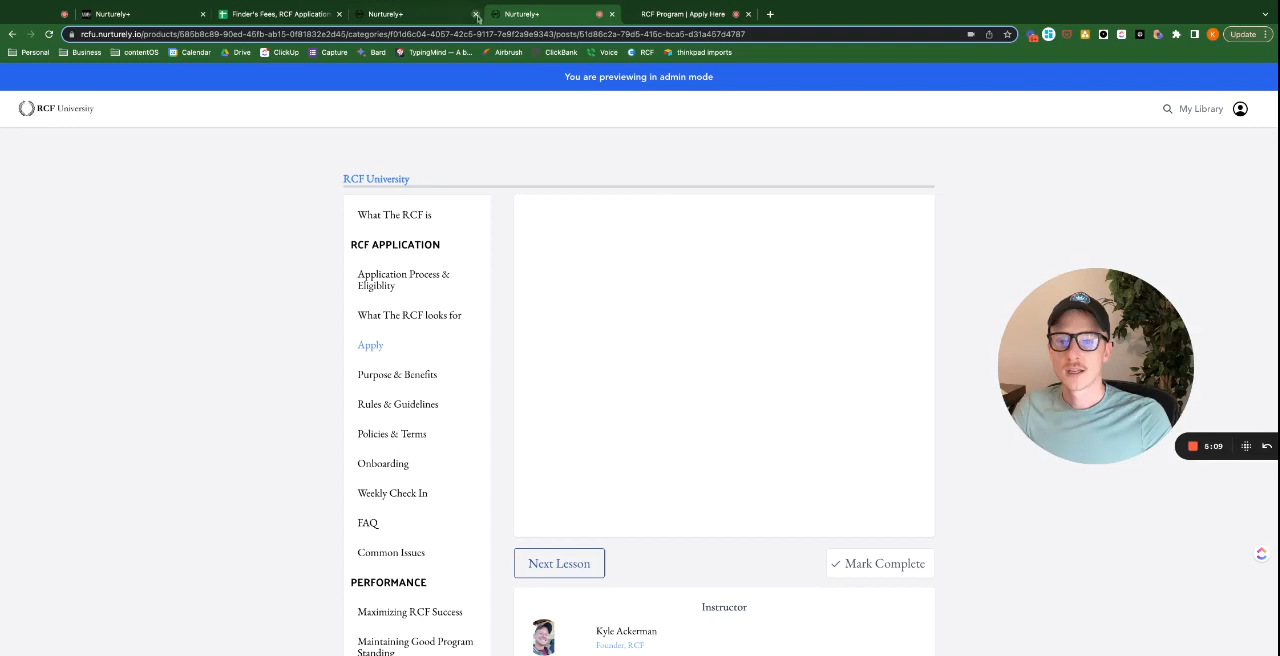 Nurturely+
Finder's Fees, RCF Application
Nurturely+
Nurturely+
RCF Program | Apply Here
rcfu.nurturely.io/products/585b8c89-90ed-45fb-ab15-0f81832e2d45/categories/f01d6c04-4057-42c5-9117-7e9f2a9e9343/posts/51d86c2a-79d5-415c-bca5-d31a457d4787
Update
Personal Business contentOS Calendar Drive ClickUp Capture Bard TypingMind — A b... Airbrush ClickBank Voice RCF thinkpad imports
You are previewing in admin mode
RCF University
My Library
RCF University
What The RCF is
RCF APPLICATION
Application Process &
Eligiblity
What The RCF looks for
Apply
Purpose & Benefits
Rules & Guidelines
Policies & Terms
Onboarding
Weekly Check In
FAQ
Common Issues
PERFORMANCE
Maximizing RCF Success
Maintaining Good Program
Standing
Next Lesson
Mark Complete
Instructor
Kyle Ackerman
Founder, RCF
5:09